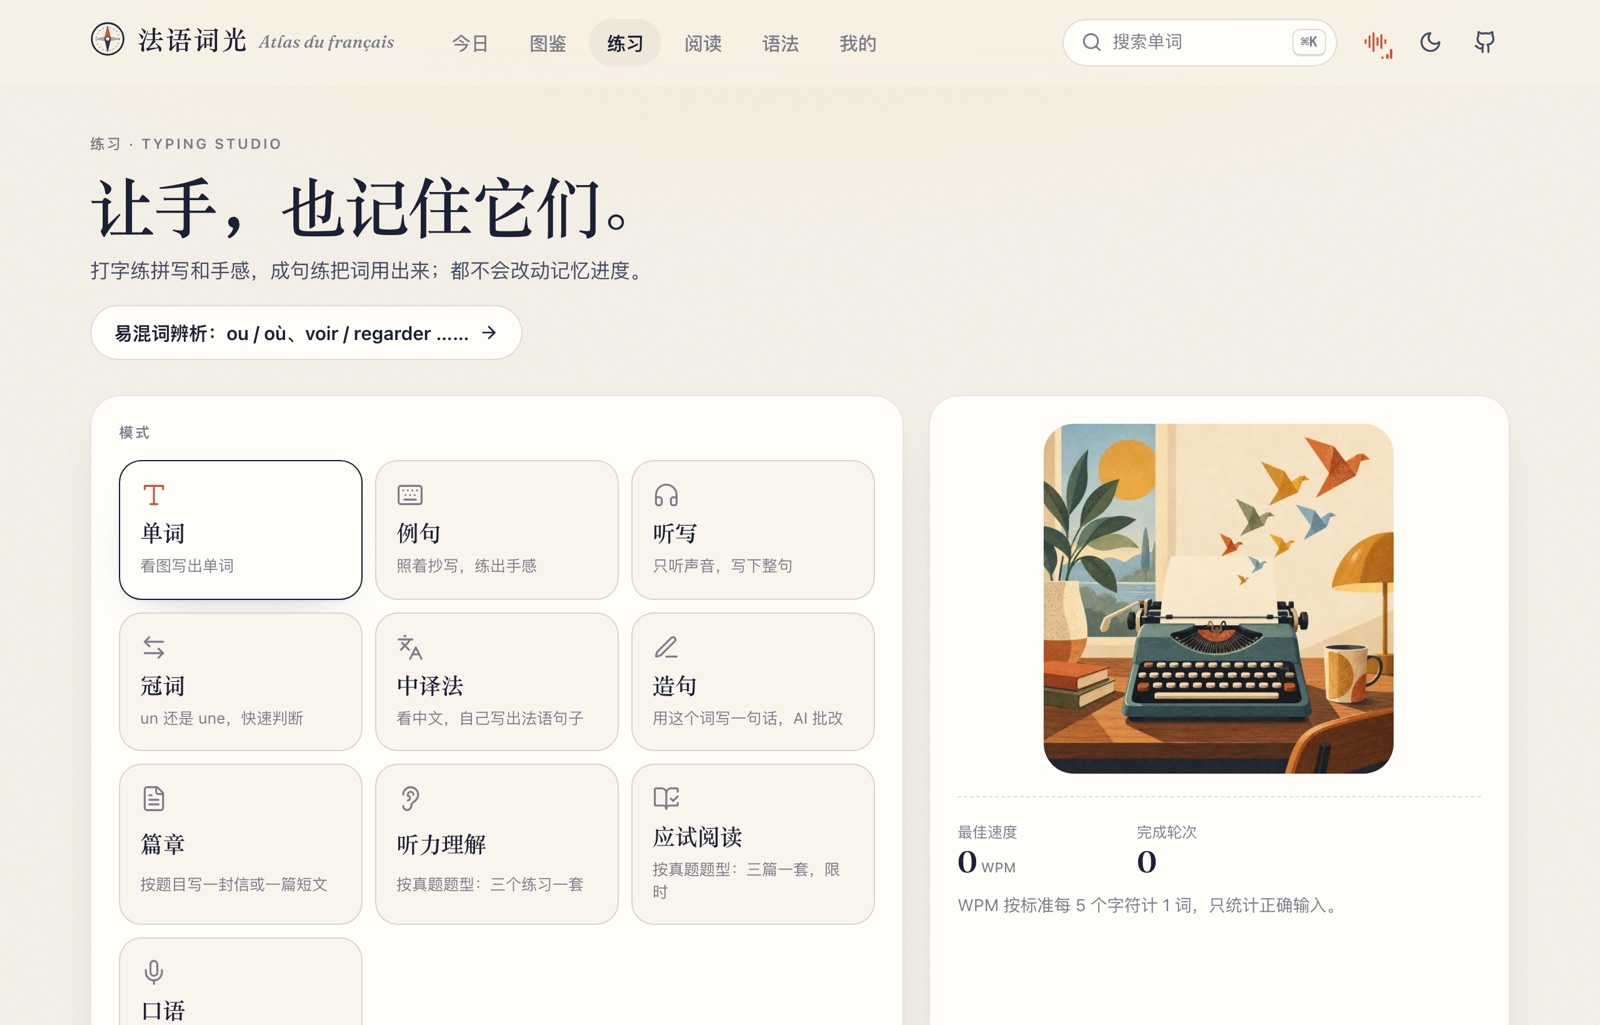 法语词光 Atlas du français 今日 图鉴 练习 阅读 语法 我的 搜索单词 ⌘K
练习 · TYPING STUDIO
让手，也记住它们。
打字练拼写和手感，成句练把词用出来；都不会改动记忆进度。
易混词辨析：ou / où、voir / regarder …… →
模式
单词
看图写出单词
例句
照着抄写，练出手感
听写
只听声音，写下整句
冠词
un 还是 une，快速判断
中译法
看中文，自己写出法语句子
造句
用这个词写一句话，AI 批改
篇章
按题目写一封信或一篇短文
听力理解
按真题题型：三个练习一套
应试阅读
按真题题型：三篇一套，限
时
口语
最佳速度
0 WPM
完成轮次
0
WPM 按标准每 5 个字符计 1 词，只统计正确输入。